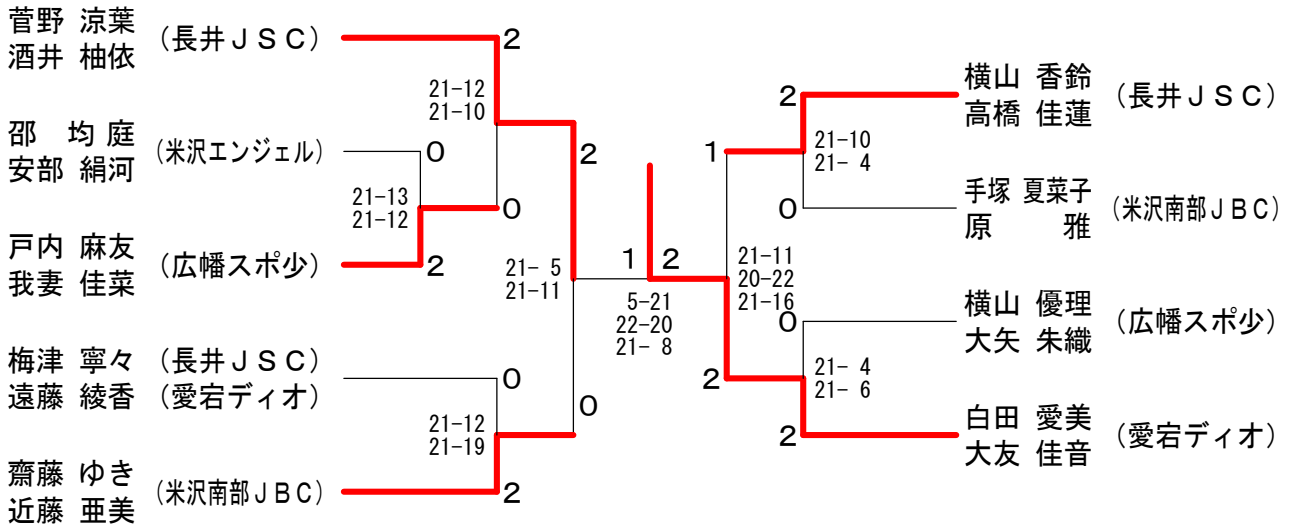 菅野 涼葉
酒井 柚依
(長井JSC)
2
21-12
21-10
邵 均庭
安部 絹河
(米沢エンジェル)
0
21-13
21-12
0
戸内 麻友
我妻 佳菜
(広幡スポ少)
2
2
21- 5
21-11
梅津 寧々 (長井JSC)
遠藤 綾香 (愛宕ディオ)
0
21-12
21-19
0
齋藤 ゆき
近藤 亜美
(米沢南部JBC)
2
1 2
5-21
22-20
21- 8
横山 香鈴
高橋 佳蓮
(長井JSC)
2
1
21-10
21- 4
手塚 夏菜子
原 雅
(米沢南部JBC)
0
21-11
20-22
21-16
横山 優理
大矢 朱織
(広幡スポ少)
0
2
21- 4
21- 6
白田 愛美
大友 佳音
(愛宕ディオ)
2